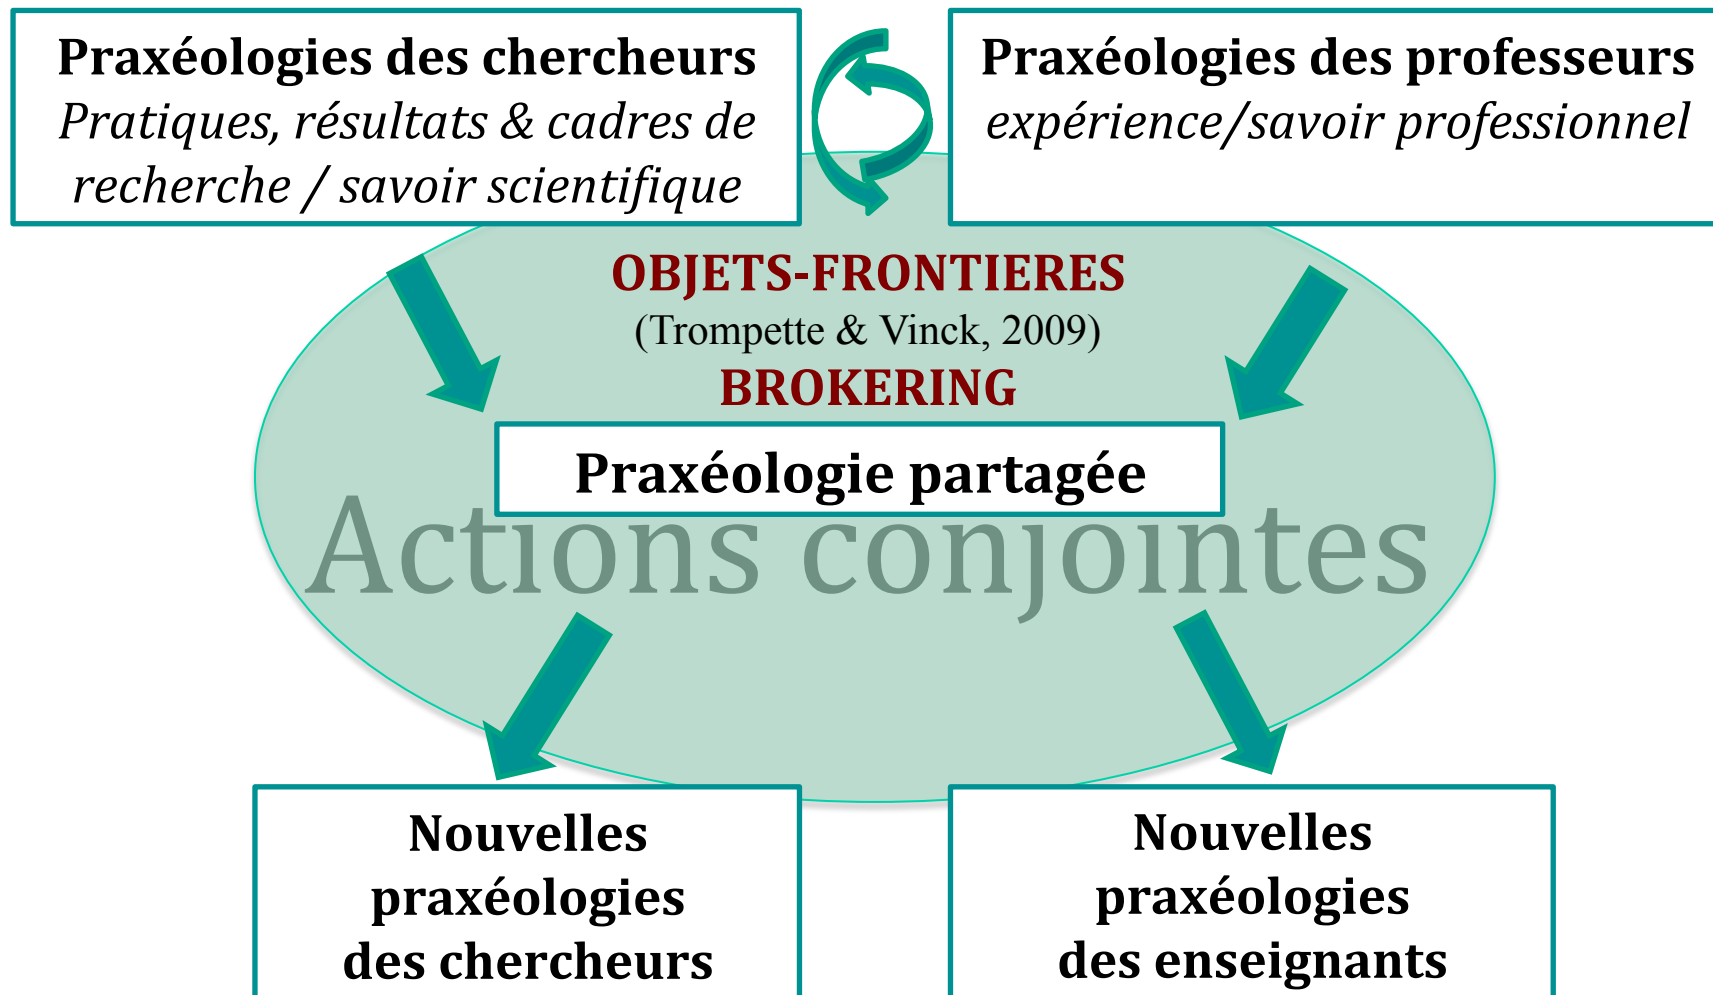 Praxéologies des chercheurs
Pratiques, résultats & cadres de
recherche / savoir scientifique
Praxéologies des professeurs
expérience/savoir professionnel
OBJETS-FRONTIERES
(Trompette & Vinck, 2009)
BROKERING
Praxéologie partagée
Actions conjointes
Nouvelles
praxéologies
des chercheurs
Nouvelles
praxéologies
des enseignants